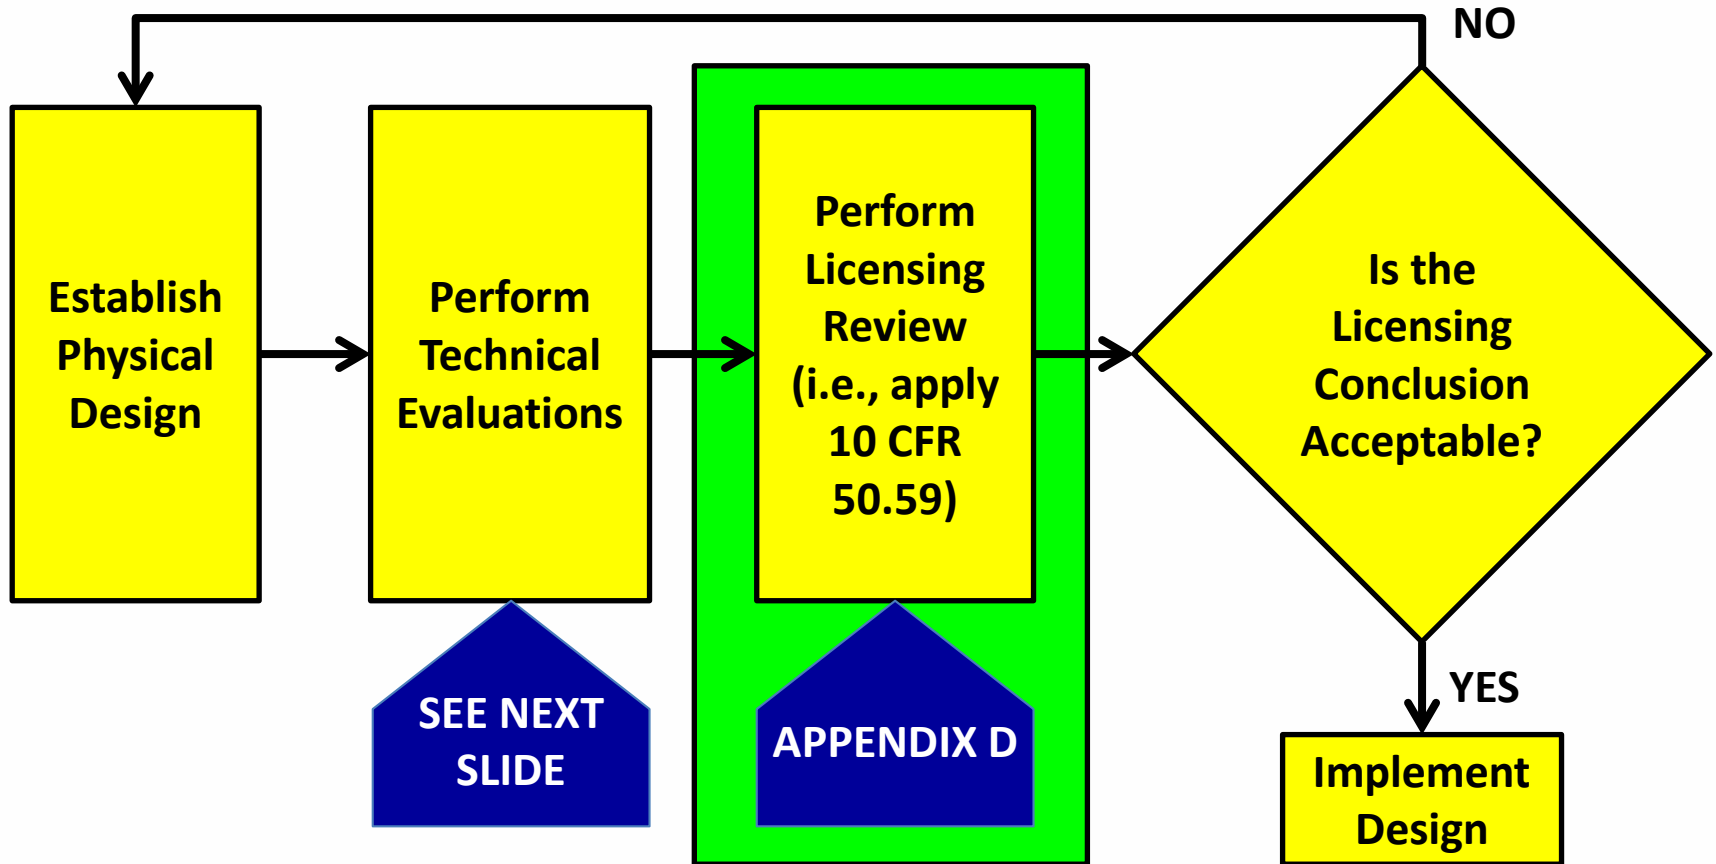 NO
Establish
Physical
Design
Perform
Technical
Evaluations
Perform
Licensing
Review
(i.e., apply
10 CFR
50.59)
Is the
Licensing
Conclusion
Acceptable?
SEE NEXT
SLIDE
APPENDIX D
YES
Implement
Design